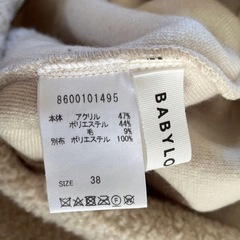 8600101495
本体 アクリル 47%
ポリエステル 44%
毛 9%
別布 ポリエステル 100%
SIZE 38
BABYLO